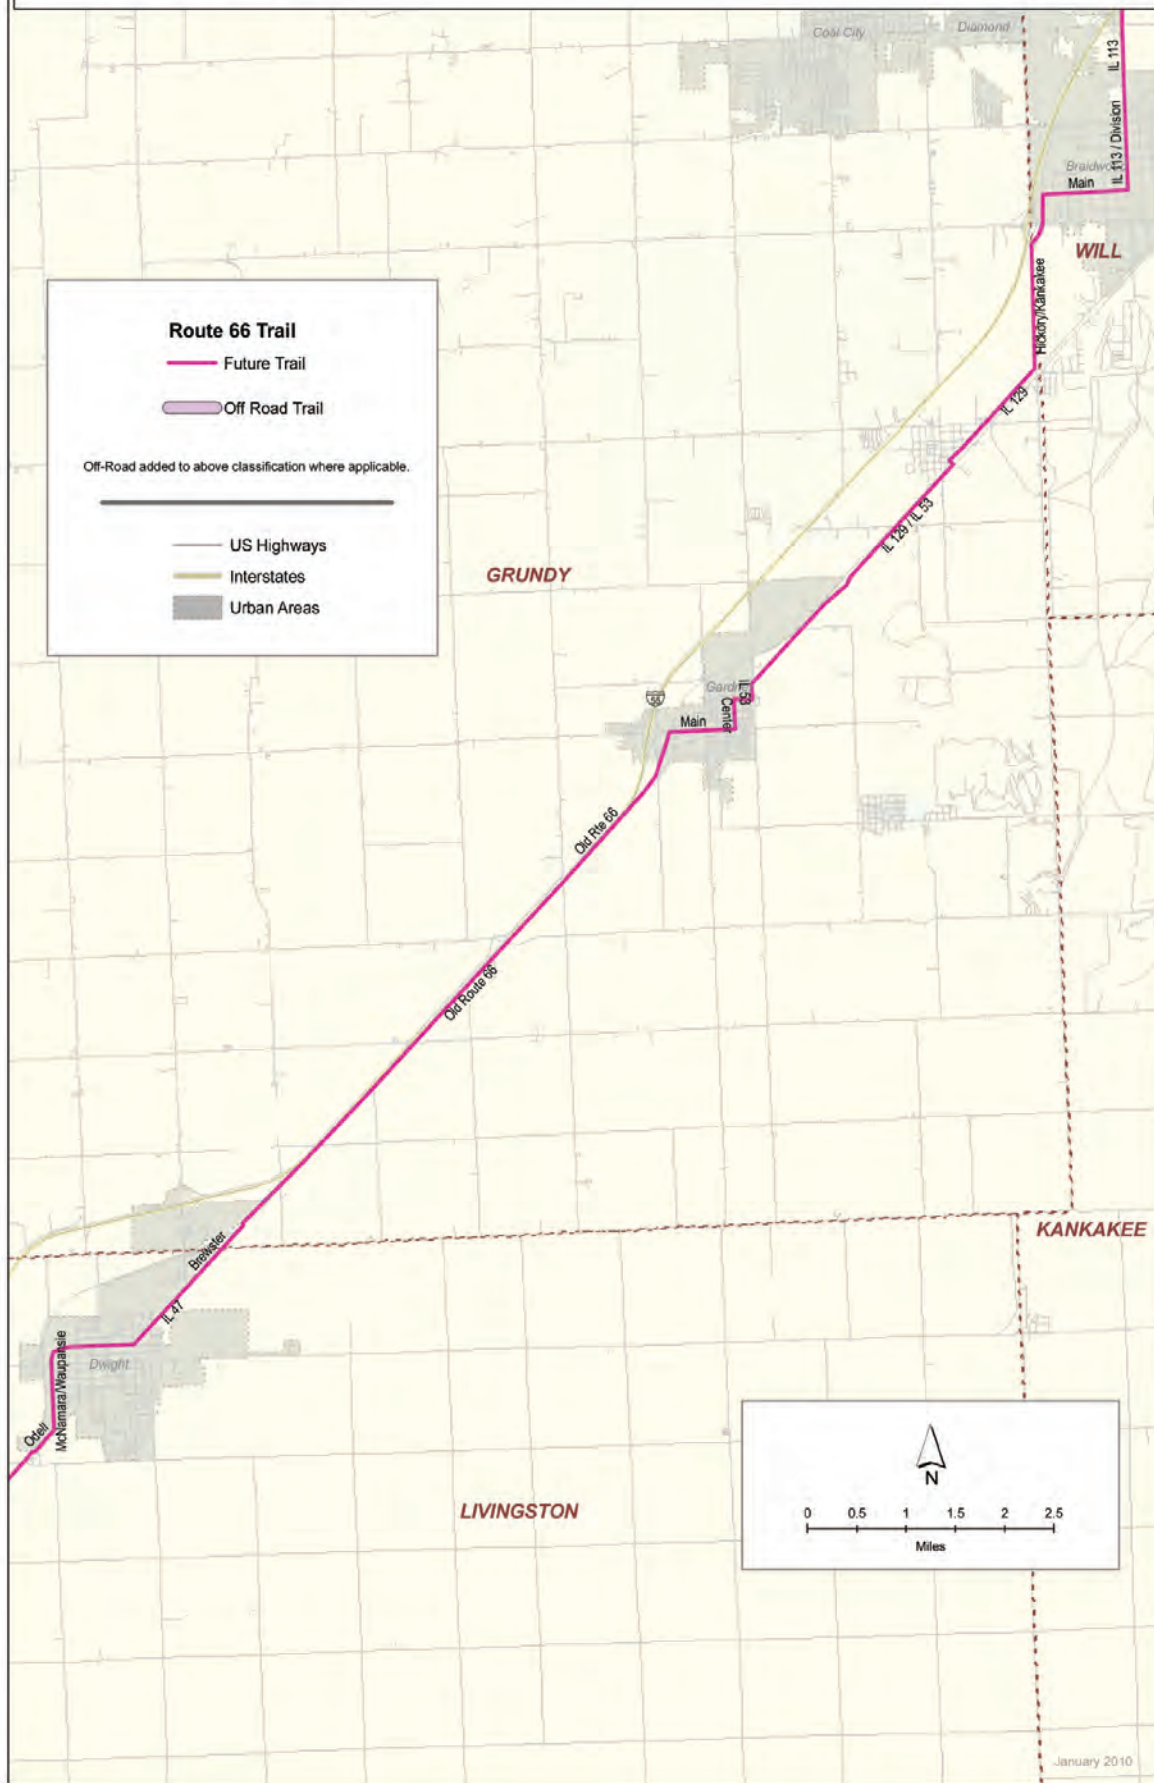 Coal City
Diamond
IL 113
IL 113 / Division
Braidwood
Main
WILL
Hickory/Kankakee
Route 66 Trail
Future Trail
Off Road Trail
Off-Road added to above classification where applicable.
US Highways
Interstates
Urban Areas
IL 129
IL 129 / IL 53
GRUNDY
55
IL 53
Center
Main
Old Rte 66
Old Route 66
KANKAKEE
Brewster
IL 47
McNamara/Waupansie
Dwight
Odell
N
0 0.5 1 1.5 2 2.5
Miles
LIVINGSTON
January 2010